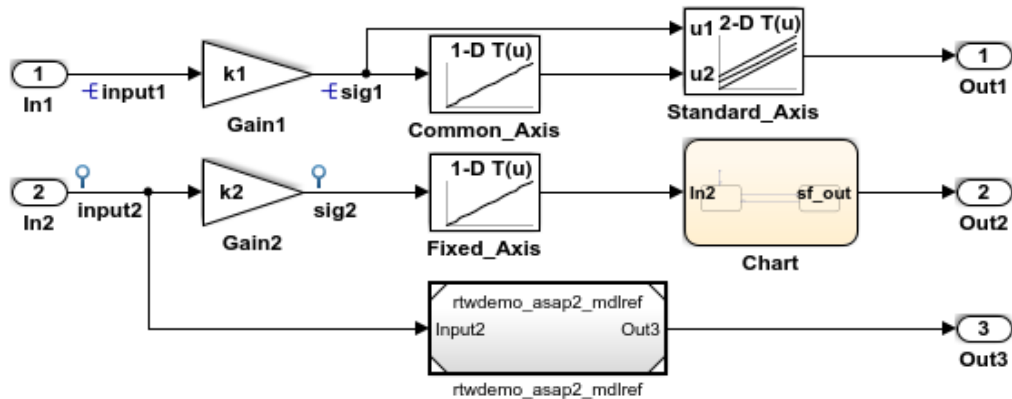 1
In1
input1
k1
Gain1
sig1
1-D T(u)
Common_Axis
u1
2-D T(u)
u2
Standard_Axis
1
Out1
2
In2
input2
k2
Gain2
sig2
1-D T(u)
Fixed_Axis
In2
sf_out
Chart
2
Out2
rtwdemo_asap2_mdlref
Input2
Out3
rtwdemo_asap2_mdlref
3
Out3